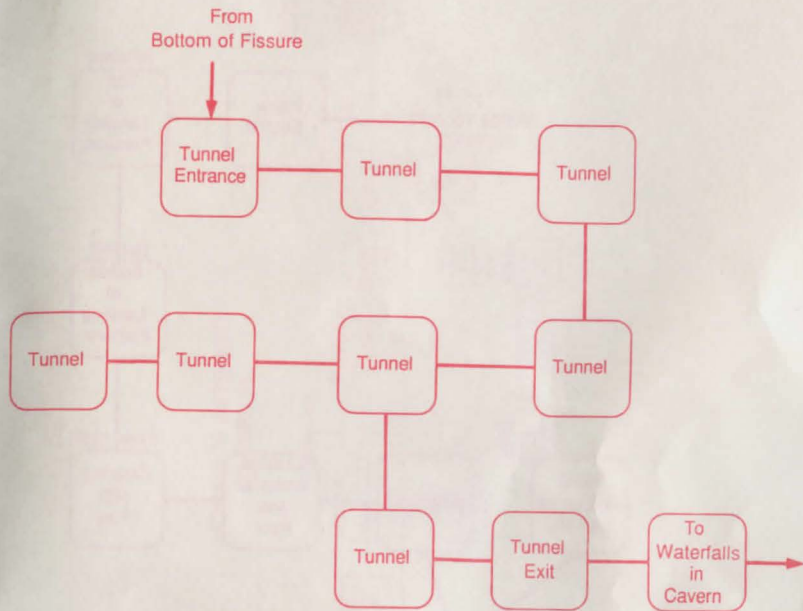 From
Bottom of Fissure
Tunnel
Entrance
Tunnel
Tunnel
Tunnel
Tunnel
Tunnel
Tunnel
Tunnel
Tunnel
Exit
To
Waterfalls
in
Cavern